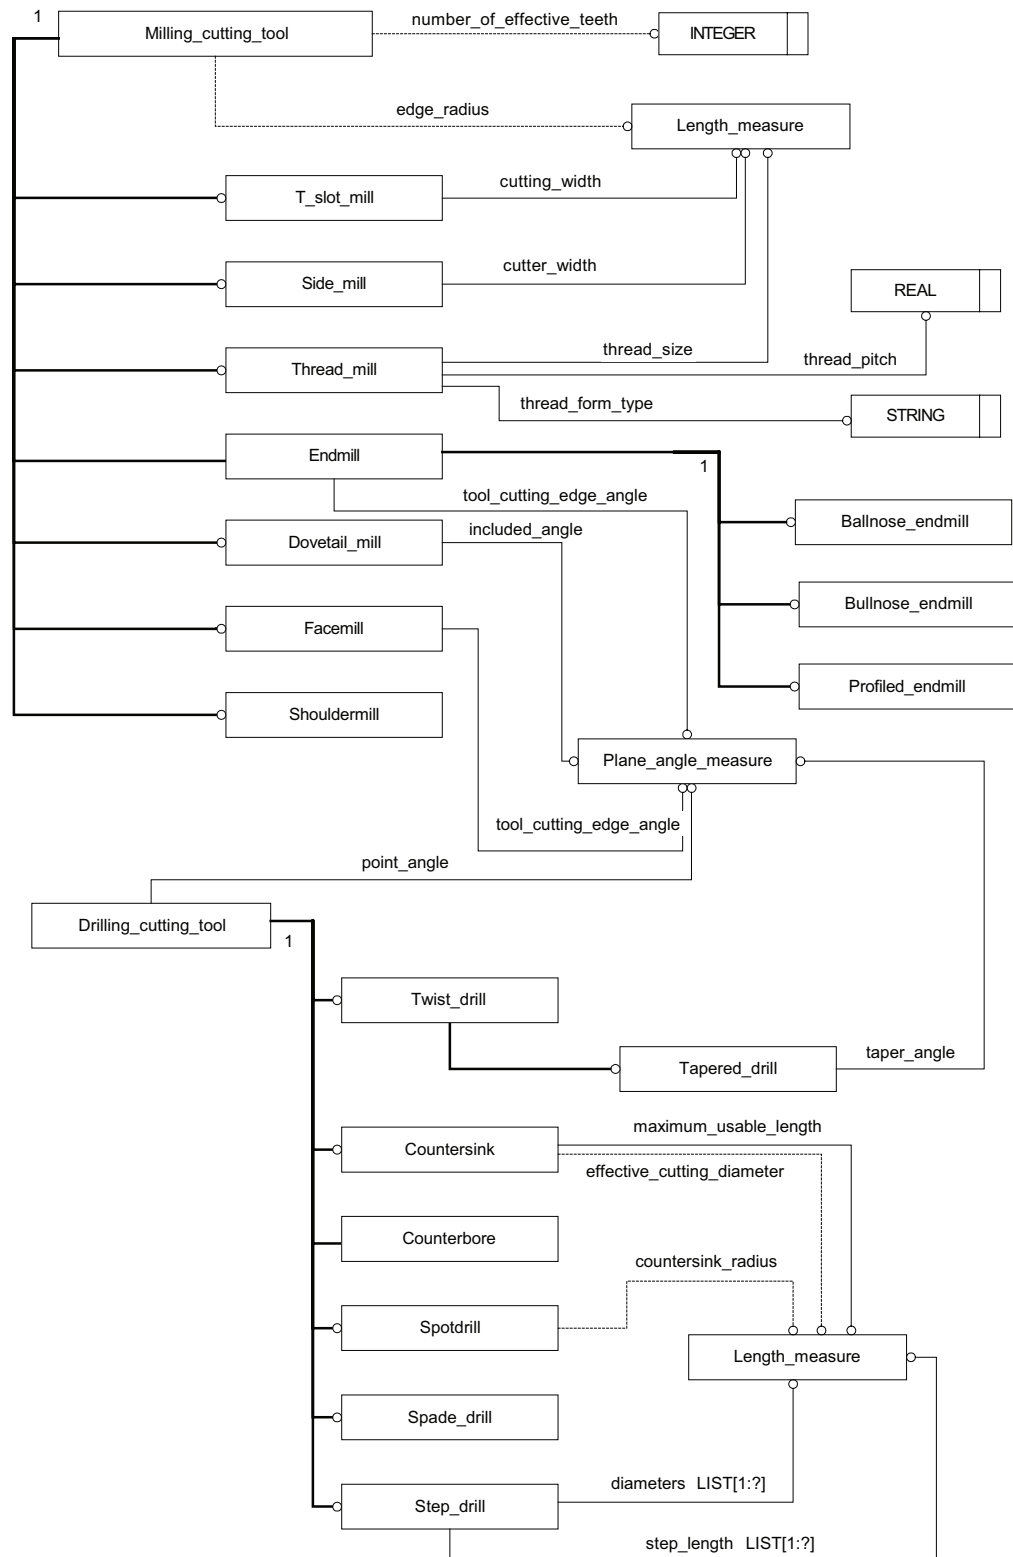 1
Milling_cutting_tool
number_of_effective_teeth
INTEGER
edge_radius
Length_measure
T_slot_mill
cutting_width
Side_mill
cutter_width
REAL
Thread_mill
thread_size
thread_pitch
thread_form_type
STRING
Endmill
1
tool_cutting_edge_angle
Ballnose_endmill
Dovetail_mill
included_angle
Bullnose_endmill
Facemill
Profiled_endmill
Shouldermill
Plane_angle_measure
tool_cutting_edge_angle
point_angle
Drilling_cutting_tool
1
Twist_drill
Tapered_drill
taper_angle
maximum_usable_length
Countersink
effective_cutting_diameter
Counterbore
countersink_radius
Spotdrill
Length_measure
Spade_drill
diameters LIST[1:?]
Step_drill
step_length LIST[1:?]